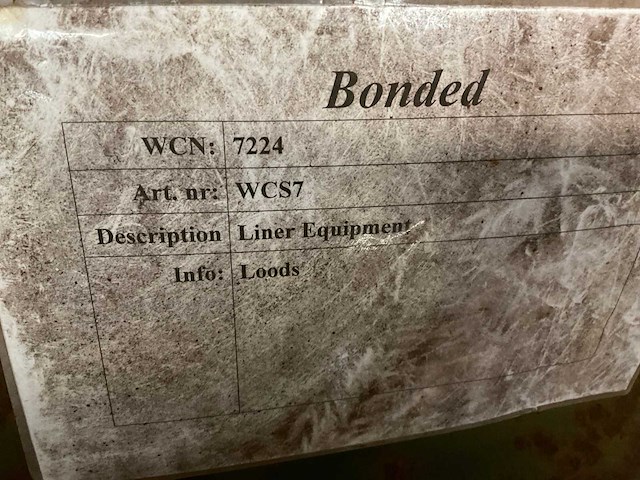 Bonded
WCN: 7224
Art. nr: WCS7
Description Liner Equipment
Info: Loods